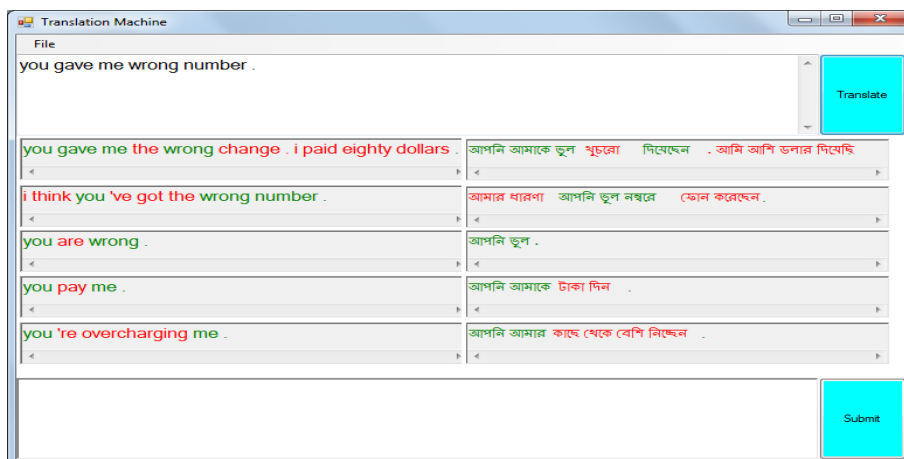 Translation Machine
File
you gave me wrong number .
Translate
you gave me the wrong change . i paid eighty dollars . আপনি আমাকে ভুল খুচরো দিয়েছেন . আমি আশি ডলার দিয়েছি
i think you 've got the wrong number . আমার ধারণা আপনি ভুল নম্বরে ফোন করেছেন .
you are wrong . আপনি ভুল .
you pay me . আপনি আমাকে টাকা দিন .
you 're overcharging me . আপনি আমার কাছে থেকে বেশি নিচ্ছেন .
Submit